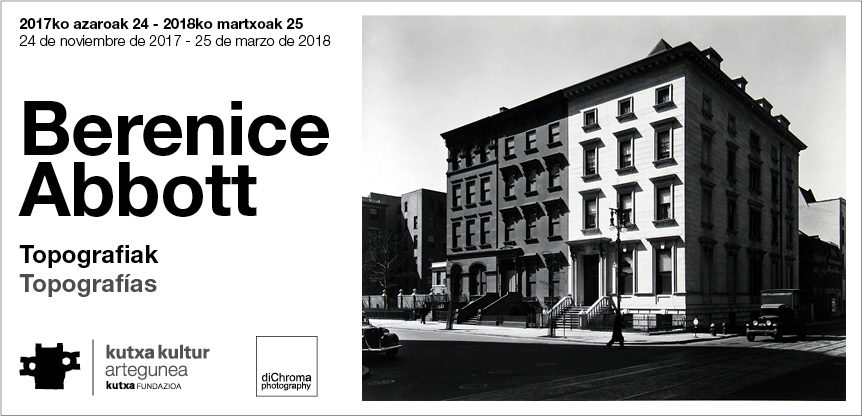 2017ko azaroak 24 - 2018ko martxoak 25
24 de noviembre de 2017 - 25 de marzo de 2018
Berenice
Abbott
Topografiak
Topografías
kutxa kultur
artegunea
kutxa FUNDAZIOA
diChroma
photography